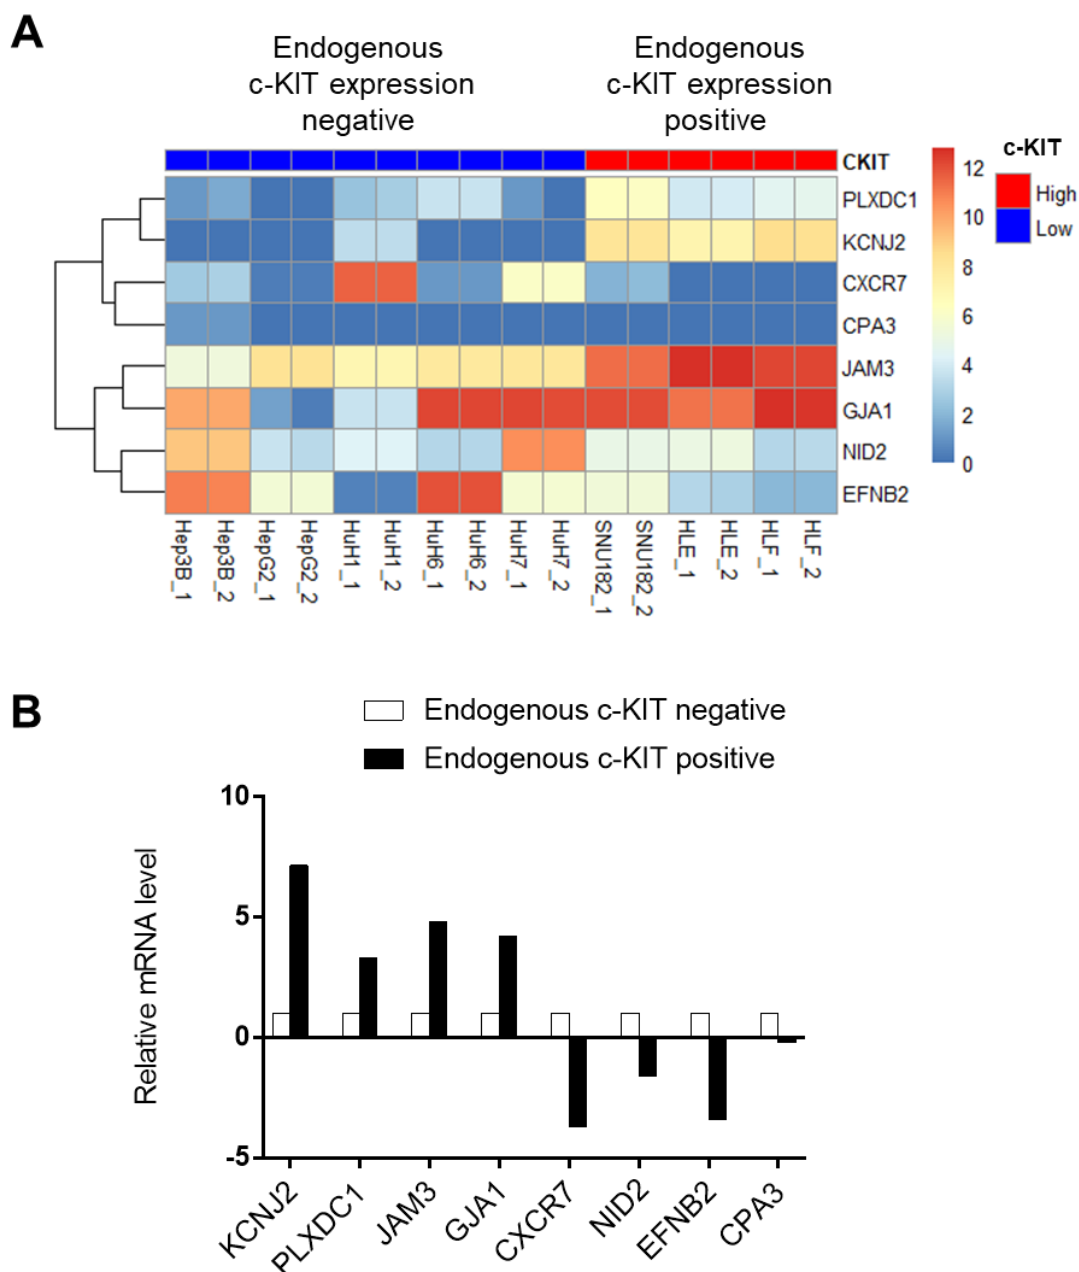 A
Endogenous
c-KIT expression
negative
Endogenous
c-KIT expression
positive
CKIT
PLXDC1
KCNJ2
CXCR7
CPA3
JAM3
GJA1
NID2
EFNB2
Hep3B_1
Hep3B_2
HepG2_1
HepG2_2
HuH1_1
HuH1_2
HuH6_1
HuH6_2
HuH7_1
HuH7_2
SNU182_1
SNU182_2
HLE_1
HLE_2
HLF_1
HLF_2
12
10
8
6
4
2
0
c-KIT
High
Low
B
Endogenous c-KIT negative
Endogenous c-KIT positive
Relative mRNA level
10
5
0
-5
KCNJ2
PLXDC1
JAM3
GJA1
CXCR7
NID2
EFNB2
CPA3